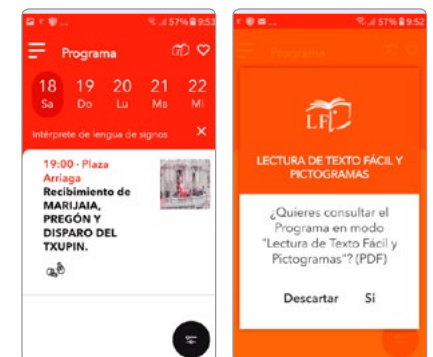 57% 9:53
Programa
18 19 20 21 22
Sa Do Lu Ma Mi
Intérprete de lengua de signos
19:00 - Plaza
Arriaga
Recibimiento de
MARIJAIA,
PREGÓN Y
DISPARO DEL
TXUPIN.
57% 9:52
Programa
LF
LECTURA DE TEXTO FÁCIL Y
PICTOGRAMAS
¿Quieres consultar el
Programa en modo
"Lectura de Texto Fácil y
Pictogramas"? (PDF)
Descartar Si